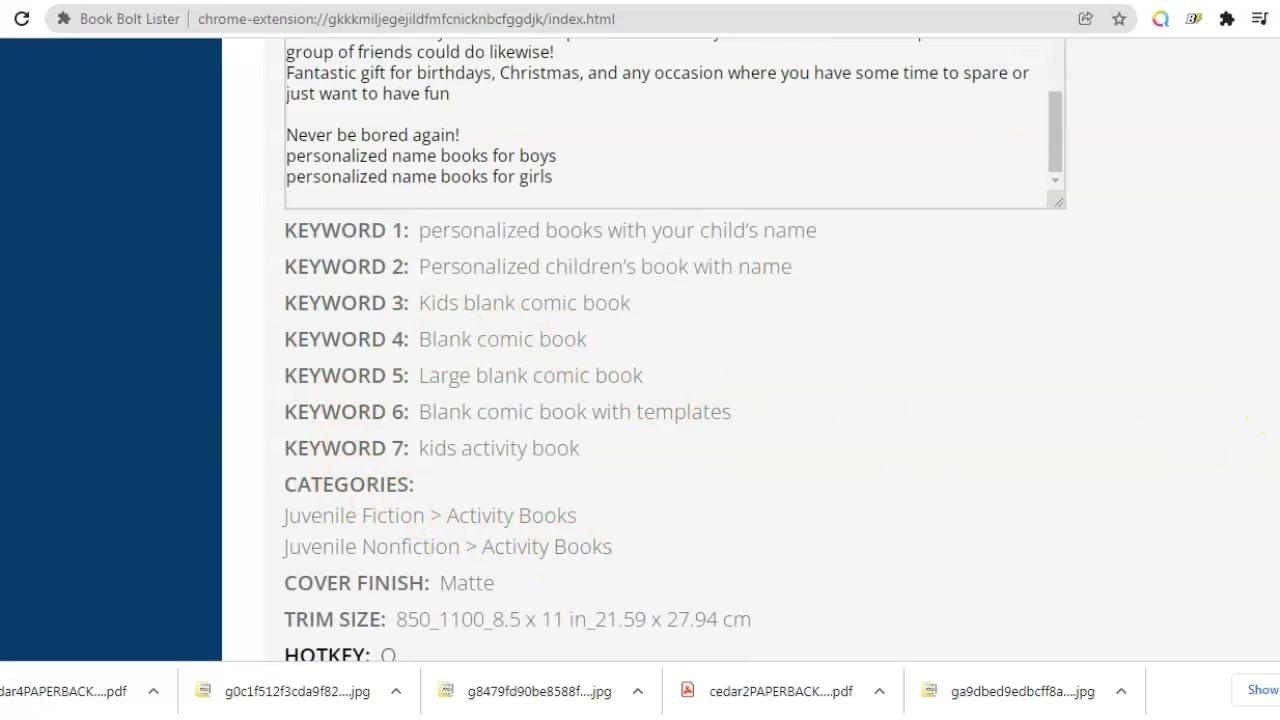 Book Bolt Lister
chrome-extension://gkkkmiljegejildfmfcnicknbcfggdjk/index.html
group of friends could do likewise!
Fantastic gift for birthdays, Christmas, and any occasion where you have some time to spare or
just want to have fun
Never be bored again!
personalized name books for boys
personalized name books for girls
KEYWORD 1: personalized books with your child's name
KEYWORD 2: Personalized children's book with name
KEYWORD 3: Kids blank comic book
KEYWORD 4: Blank comic book
KEYWORD 5: Large blank comic book
KEYWORD 6: Blank comic book with templates
KEYWORD 7: kids activity book
CATEGORIES:
Juvenile Fiction > Activity Books
Juvenile Nonfiction > Activity Books
COVER FINISH: Matte
TRIM SIZE: 850_1100_8.5 x 11 in_21.59 x 27.94 cm
HOTKEY:
dar4PAPERBACK....pdf
g0c1f512f3cda9f82....jpg
g8479fd90be8588f....jpg
cedar2PAPERBACK....pdf
ga9dbed9edbcff8a....jpg
Show